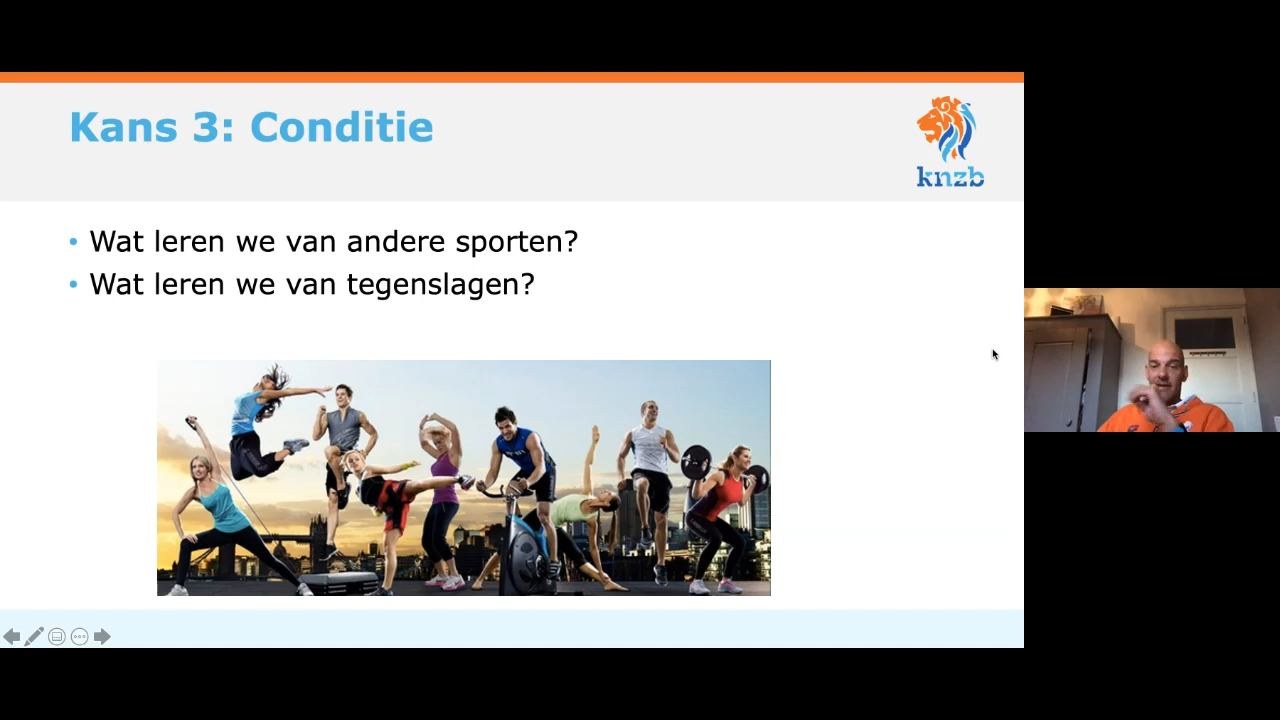 Kans 3: Conditie
knzb
• Wat leren we van andere sporten?
• Wat leren we van tegenslagen?